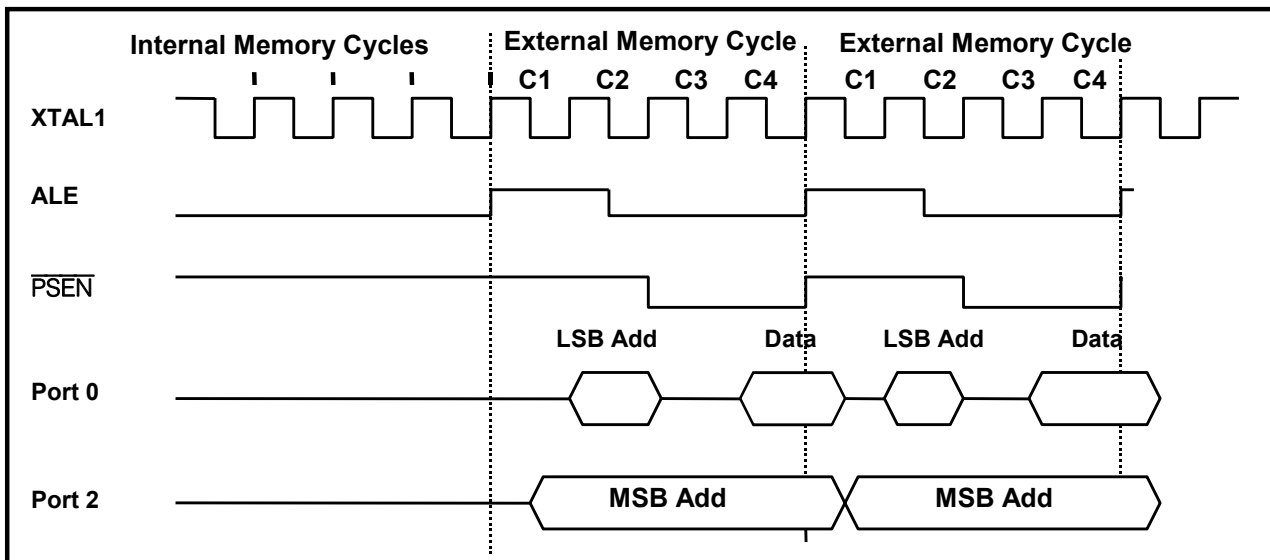 Internal Memory Cycles External Memory Cycle External Memory Cycle
C1 C2 C3 C4 C1 C2 C3 C4
XTAL1
ALE
PSEN
LSB Add Data LSB Add Data
Port 0
Port 2 MSB Add MSB Add